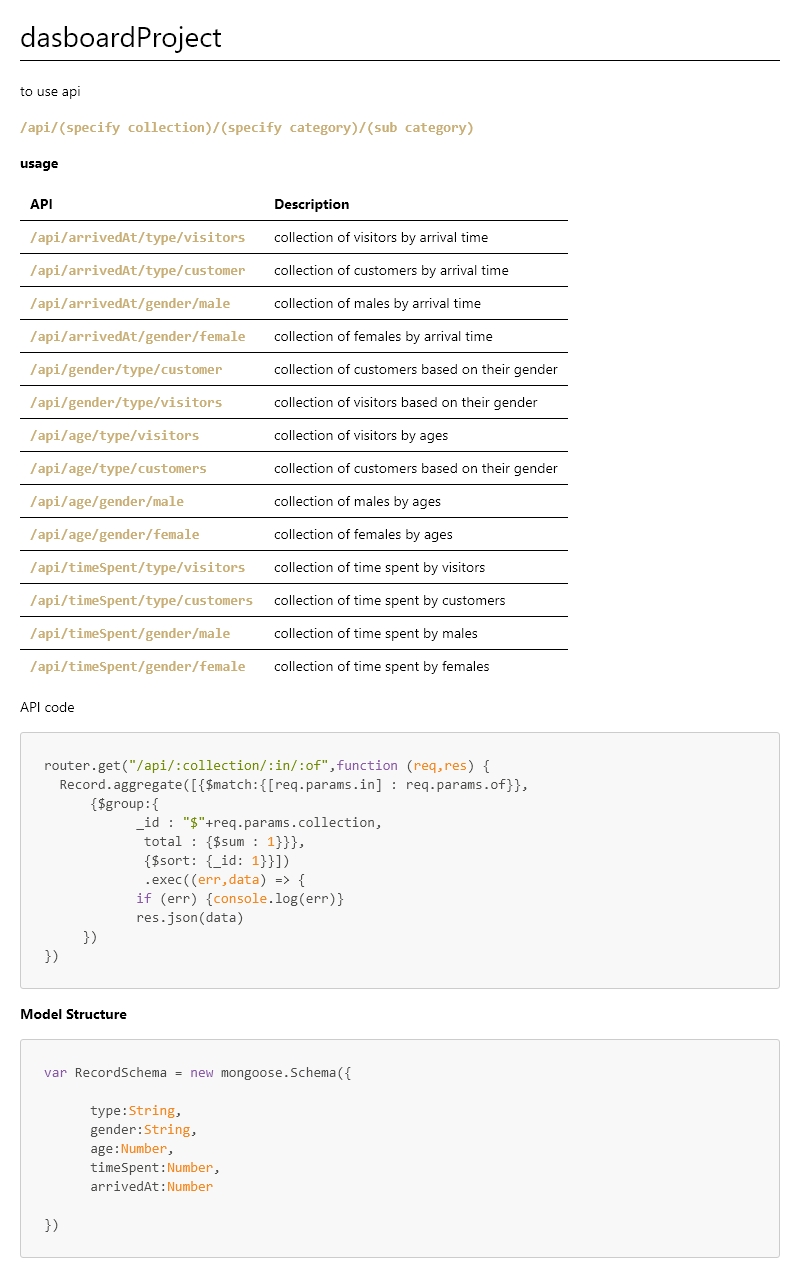 dasboardProject
to use api
/api/(specify collection)/(specify category)/(sub category)
usage
API Description
/api/arrivedAt/type/visitors collection of visitors by arrival time
/api/arrivedAt/type/customer collection of customers by arrival time
/api/arrivedAt/gender/male collection of males by arrival time
/api/arrivedAt/gender/female collection of females by arrival time
/api/gender/type/customer collection of customers based on their gender
/api/gender/type/visitors collection of visitors based on their gender
/api/age/type/visitors collection of visitors by ages
/api/age/type/customers collection of customers based on their gender
/api/age/gender/male collection of males by ages
/api/age/gender/female collection of females by ages
/api/timeSpent/type/visitors collection of time spent by visitors
/api/timeSpent/type/customers collection of time spent by customers
/api/timeSpent/gender/male collection of time spent by males
/api/timeSpent/gender/female collection of time spent by females
API code
router.get("/api/:collection/:in/:of",function (req,res) {
  Record.aggregate([{$match:{[req.params.in] : req.params.of}},
      {$group:{
            _id : "$"+req.params.collection,
             total : {$sum : 1}}},
             {$sort: {_id: 1}}])
             .exec((err,data) => {
            if (err) {console.log(err)}
            res.json(data)
     })
})
Model Structure
var RecordSchema = new mongoose.Schema({
      type:String,
      gender:String,
      age:Number,
      timeSpent:Number,
      arrivedAt:Number
})